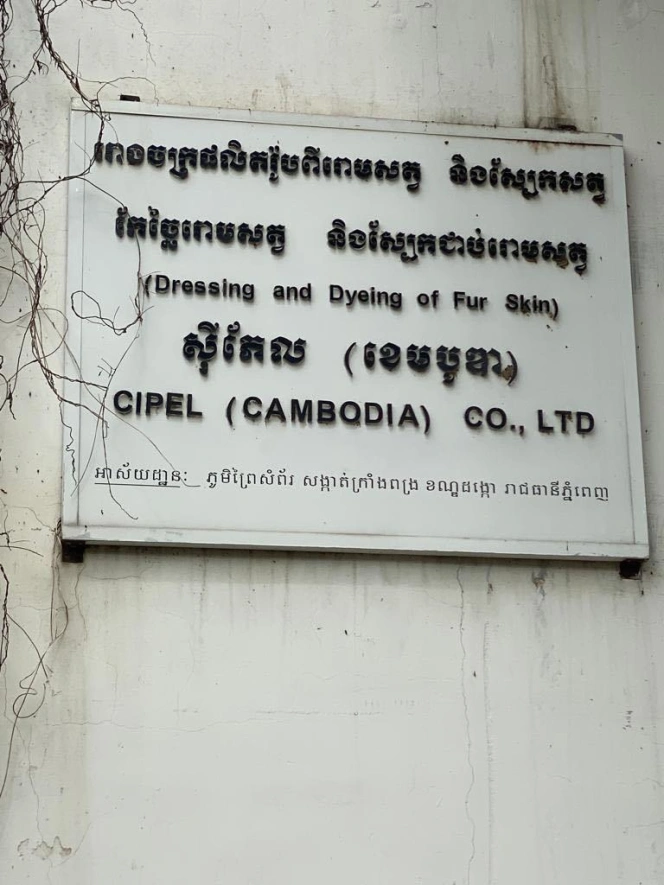 រោងចក្រផលិតរ៉ូបពីរោមសត្វ និងស្បែកសត្វ
កែច្នៃរោមសត្វ និងស្បែកជាប់រោមសត្វ
(Dressing and Dyeing of Fur Skin)
ស៊ីភែល (ខេមបូឌា)
CIPEL (CAMBODIA) CO., LTD
អាស័យដ្ឋាន: ភូមិព្រៃសំព័រ សង្កាត់ក្រាំងពង្រ ខណ្ឌដង្កោ រាជធានីភ្នំពេញ